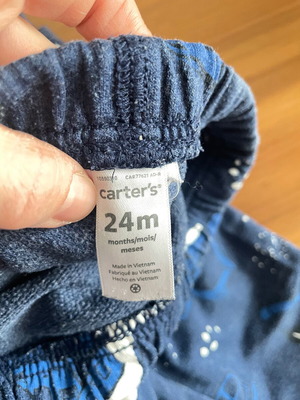 carter's®
24m
months/mois/
meses
Made in Vietnam
Fabriqué au Vietnam
Hecho en Vietnam